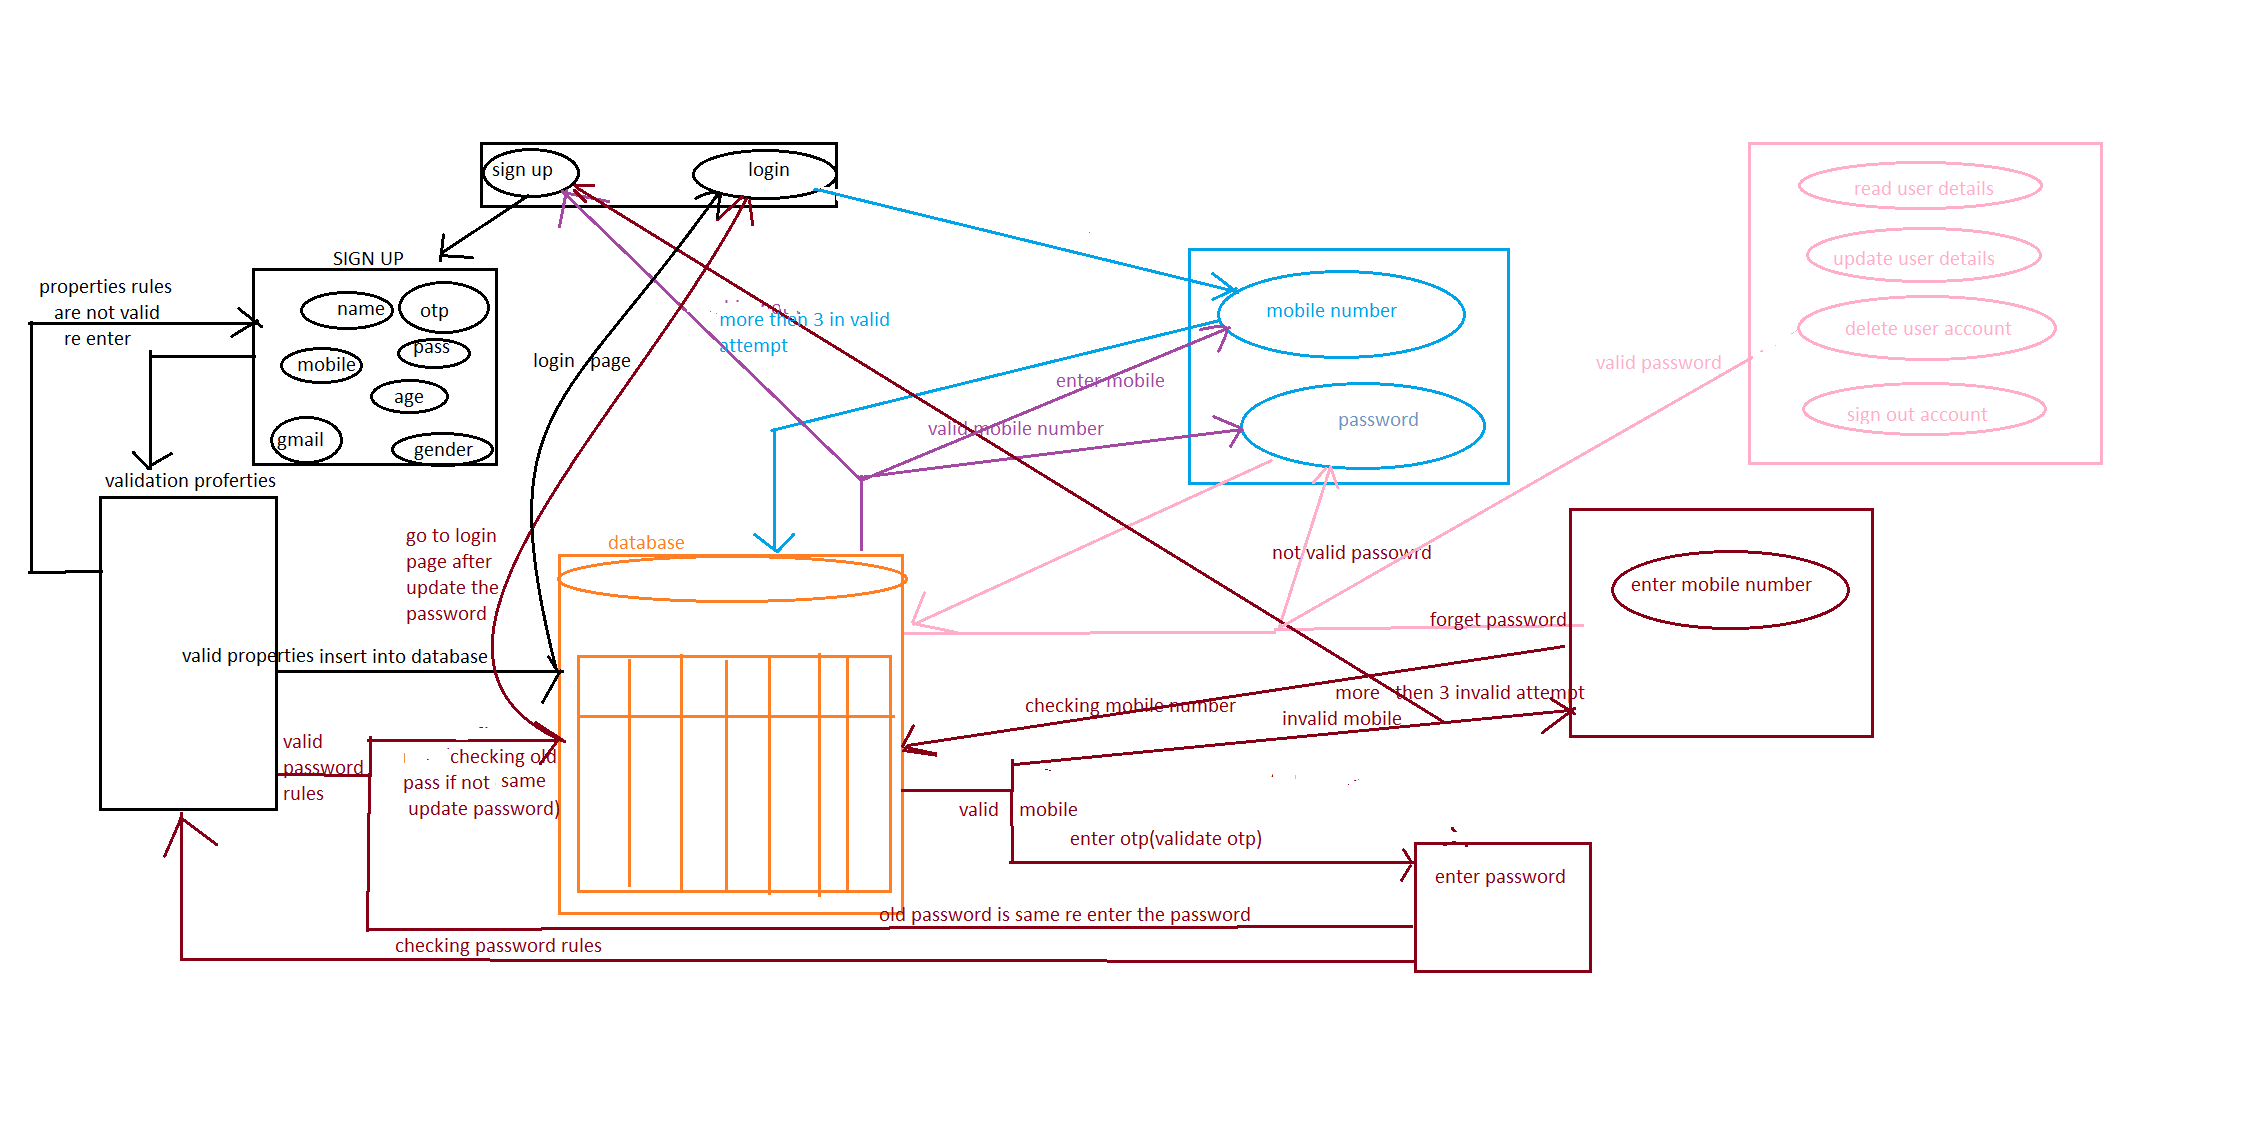 sign up
login
read user details
update user details
delete user account
sign out account
SIGN UP
name
otp
mobile
pass
age
gmail
gender
properties rules
are not valid
re enter
more then 3 in valid
attempt
mobile number
password
login page
enter mobile
valid mobile number
valid password
validation proferties
go to login
page after
update the
password
database
not valid passowrd
enter mobile number
forget password
valid properties insert into database
checking mobile number
more then 3 invalid attempt
invalid mobile
valid
password
rules
checking old
pass if not same
update password)
valid mobile
enter otp(validate otp)
enter password
old password is same re enter the password
checking password rules